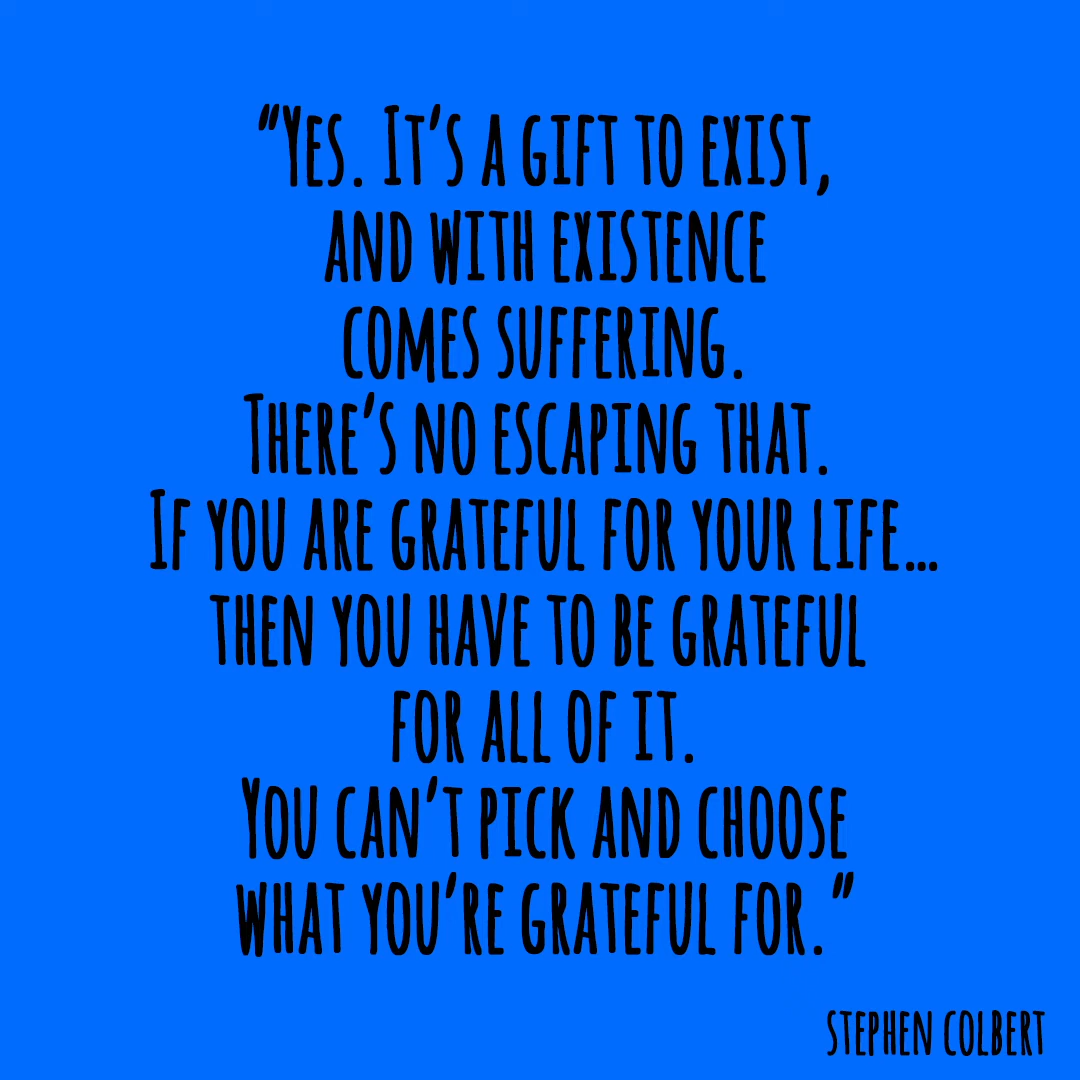 “Yes. It’s a gift to exist,
and with existence
comes suffering.
There’s no escaping that.
If you are grateful for your life...
then you have to be grateful
for all of it.
You can’t pick and choose
what you’re grateful for.”
Stephen Colbert